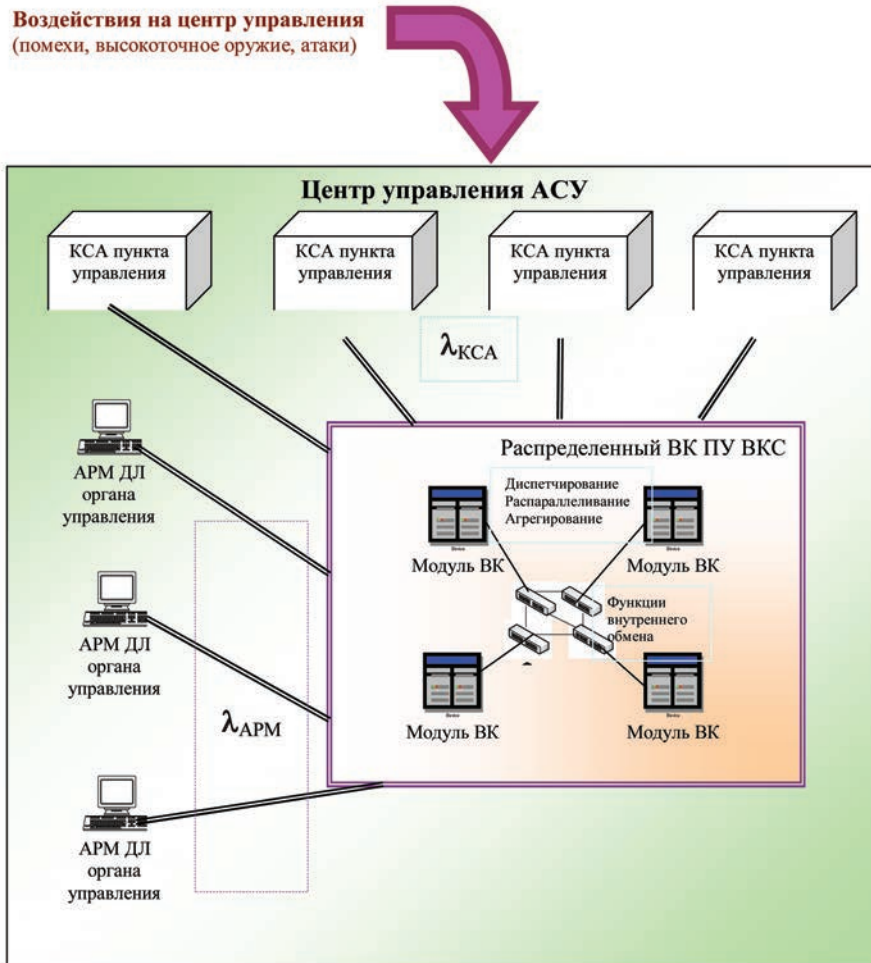 Воздействия на центр управления
(помехи, высокоточное оружие, атаки)
Центр управления АСУ
КСА пункта
управления
КСА пункта
управления
КСА пункта
управления
КСА пункта
управления
λКСА
АРМ ДЛ
органа
управления
АРМ ДЛ
органа
управления
АРМ ДЛ
органа
управления
λАРМ
Распределенный ВК ПУ ВКС
Диспетчирование
Распараллеливание
Агрегирование
Модуль ВК
Модуль ВК
Функции
внутреннего
обмена
Модуль ВК
Модуль ВК